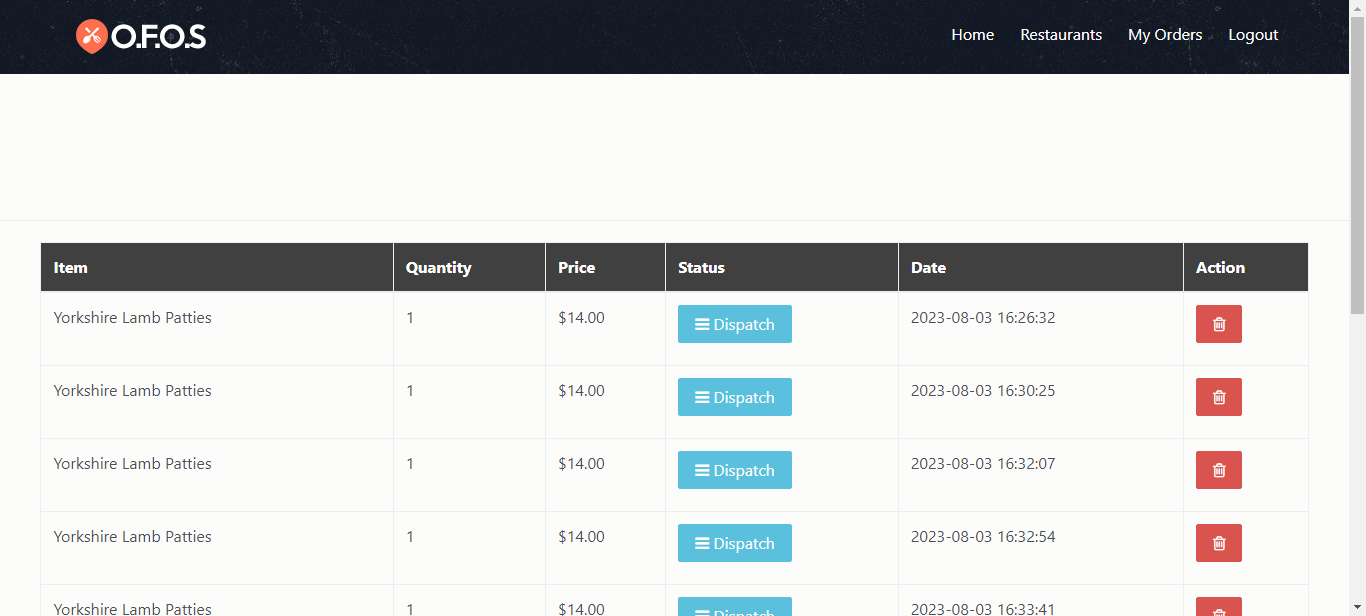 O.F.O.S Home Restaurants My Orders Logout
Item Quantity Price Status Date Action
Yorkshire Lamb Patties 1 $14.00 Dispatch 2023-08-03 16:26:32
Yorkshire Lamb Patties 1 $14.00 Dispatch 2023-08-03 16:30:25
Yorkshire Lamb Patties 1 $14.00 Dispatch 2023-08-03 16:32:07
Yorkshire Lamb Patties 1 $14.00 Dispatch 2023-08-03 16:32:54
Yorkshire Lamb Patties 1 $14.00 Dispatch 2023-08-03 16:33:41